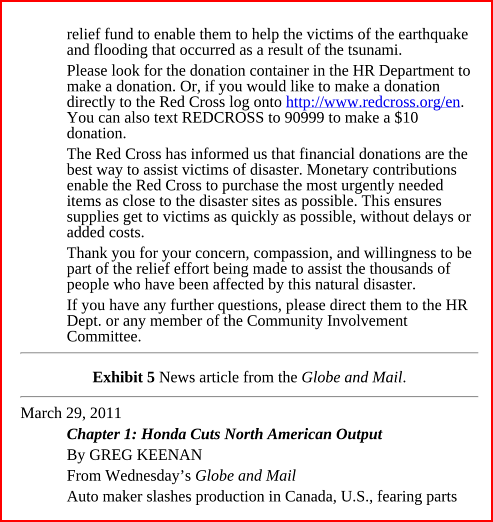 relief fund to enable them to help the victims of the earthquake
and flooding that occurred as a result of the tsunami.
Please look for the donation container in the HR Department to
make a donation. Or, if you would like to make a donation
directly to the Red Cross log onto http://www.redcross.org/en.
You can also text REDCROSS to 90999 to make a $10
donation.
The Red Cross has informed us that financial donations are the
best way to assist victims of disaster. Monetary contributions
enable the Red Cross to purchase the most urgently needed
items as close to the disaster sites as possible. This ensures
supplies get to victims as quickly as possible, without delays or
added costs.
Thank you for your concern, compassion, and willingness to be
part of the relief effort being made to assist the thousands of
people who have been affected by this natural disaster.
If you have any further questions, please direct them to the HR
Dept. or any member of the Community Involvement
Committee.
Exhibit 5 News article from the Globe and Mail.
March 29, 2011
Chapter 1: Honda Cuts North American Output
By GREG KEENAN
From Wednesday’s Globe and Mail
Auto maker slashes production in Canada, U.S., fearing parts